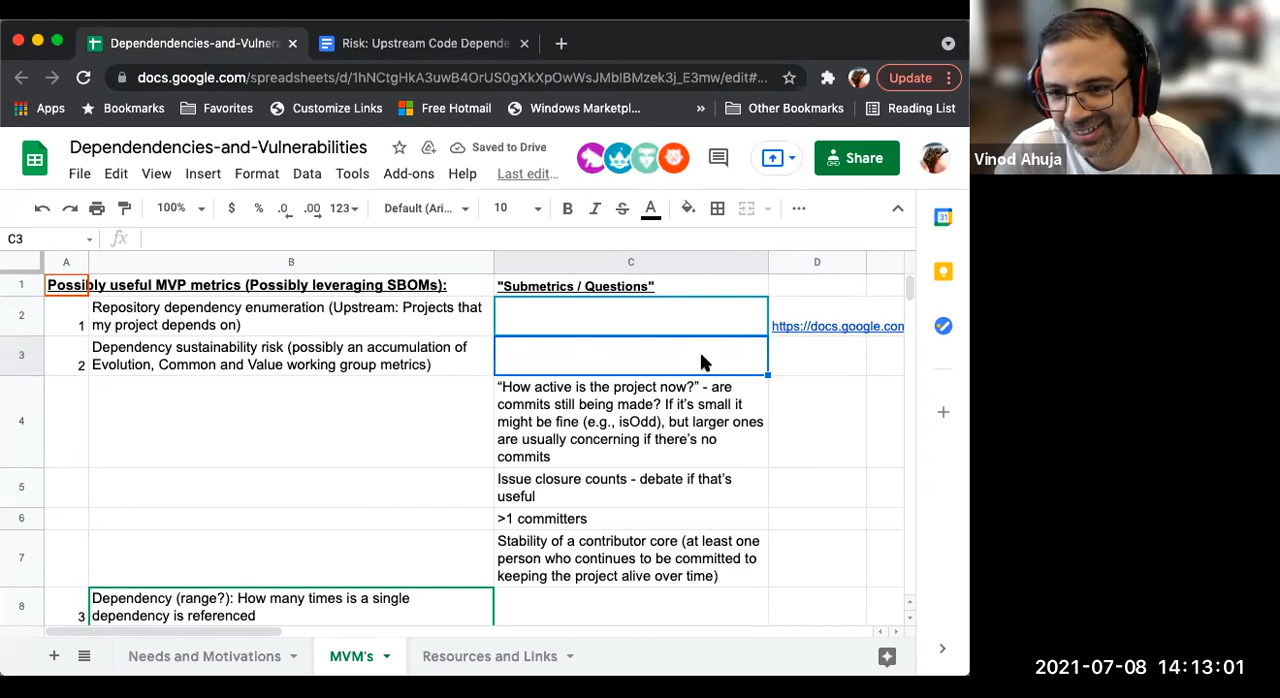 Dependendencies-and-Vulnera
Risk: Upstream Code Depende
docs.google.com/spreadsheets/d/1hNCtgHkA3uwB4OrUS0gXkXpOwWsJMbIBMzek3j_E3mw/edit#...
Update
Apps
Bookmarks
Favorites
Customize Links
Free Hotmail
Windows Marketpl...
»
Other Bookmarks
Reading List
Dependendencies-and-Vulnerabilities
Saved to Drive
Share
File Edit View Insert Format Data Tools Add-ons Help Last edit...
100% $ % .0 .00 123 Default (Ari... 10 B I S A
C3 fx
A B C D
1 Possibly useful MVP metrics (Possibly leveraging SBOMs): "Submetrics / Questions"
2 1 Repository dependency enumeration (Upstream: Projects that
my project depends on) https://docs.google.com
3 2 Dependency sustainability risk (possibly an accumulation of
Evolution, Common and Value working group metrics)
4 “How active is the project now?” - are
commits still being made? If it's small it
might be fine (e.g., isOdd), but larger ones
are usually concerning if there's no
commits
5 Issue closure counts - debate if that's
useful
6 >1 committers
7 Stability of a contributor core (at least one
person who continues to be committed to
keeping the project alive over time)
8 3 Dependency (range?): How many times is a single
dependency is referenced
Needs and Motivations
MVM's
Resources and Links
31
Vinod Ahuja
2021-07-08 14:13:01